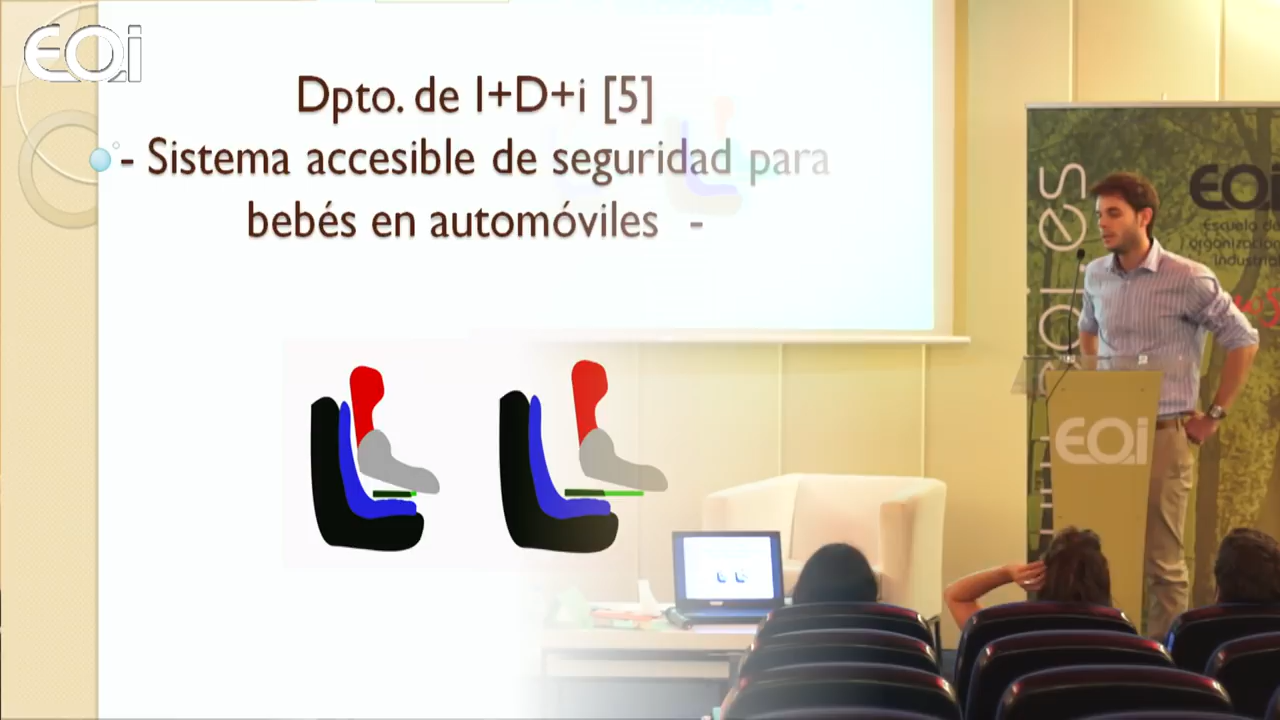 EOi
Dpto. de I+D+i [5]
- Sistema accesible de seguridad para
bebés en automóviles -
EOi
Escuela de
organización
Industrial
EOi